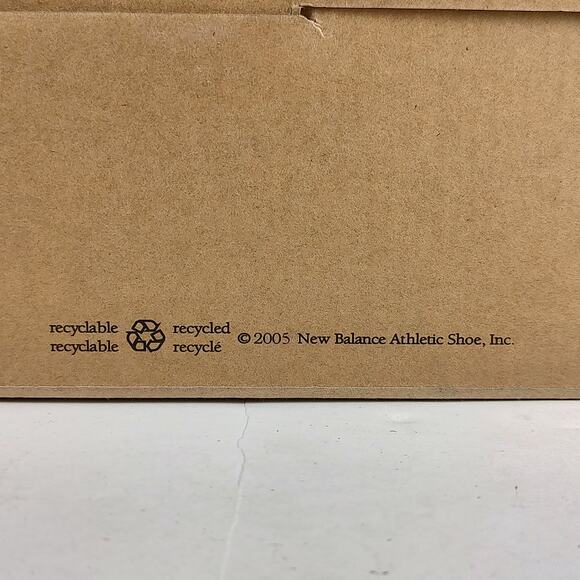 recyclable recycled
recyclable recyclé
© 2005 New Balance Athletic Shoe, Inc.